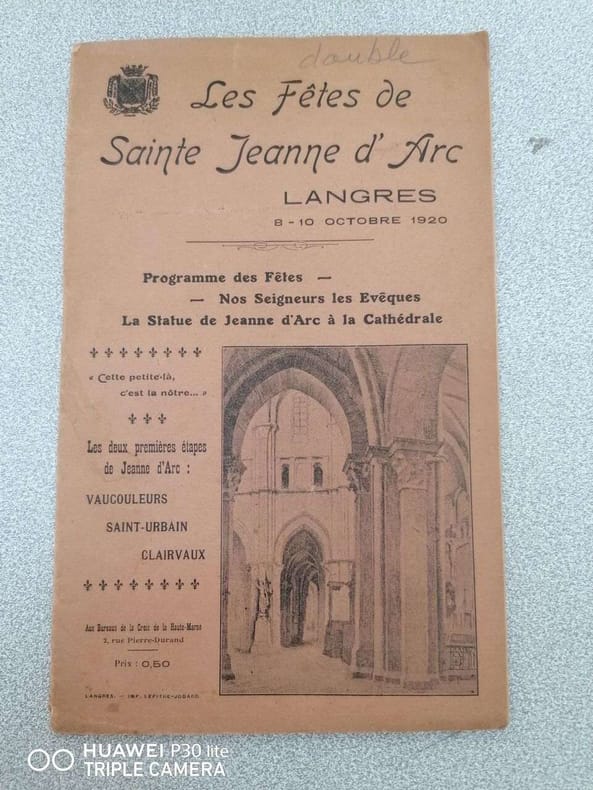 double
Les Fêtes de
Sainte Jeanne d'Arc
LANGRES
8-10 OCTOBRE 1920
Programme des Fêtes —
— Nos Seigneurs les Evêques
La Statue de Jeanne d'Arc à la Cathédrale
« Cette petite-là,
c'est la nôtre... »
Les deux premières étapes
de Jeanne d'Arc :
VAUCOULEURS
SAINT-URBAIN
CLAIRVAUX
Aux Bureaux de la Croix de la Haute-Marne
2, rue Pierre-Durand
Prix : 0,50
LANGRES. — IMP. LEPITRE-JOBARD
HUAWEI P30 lite
TRIPLE CAMERA